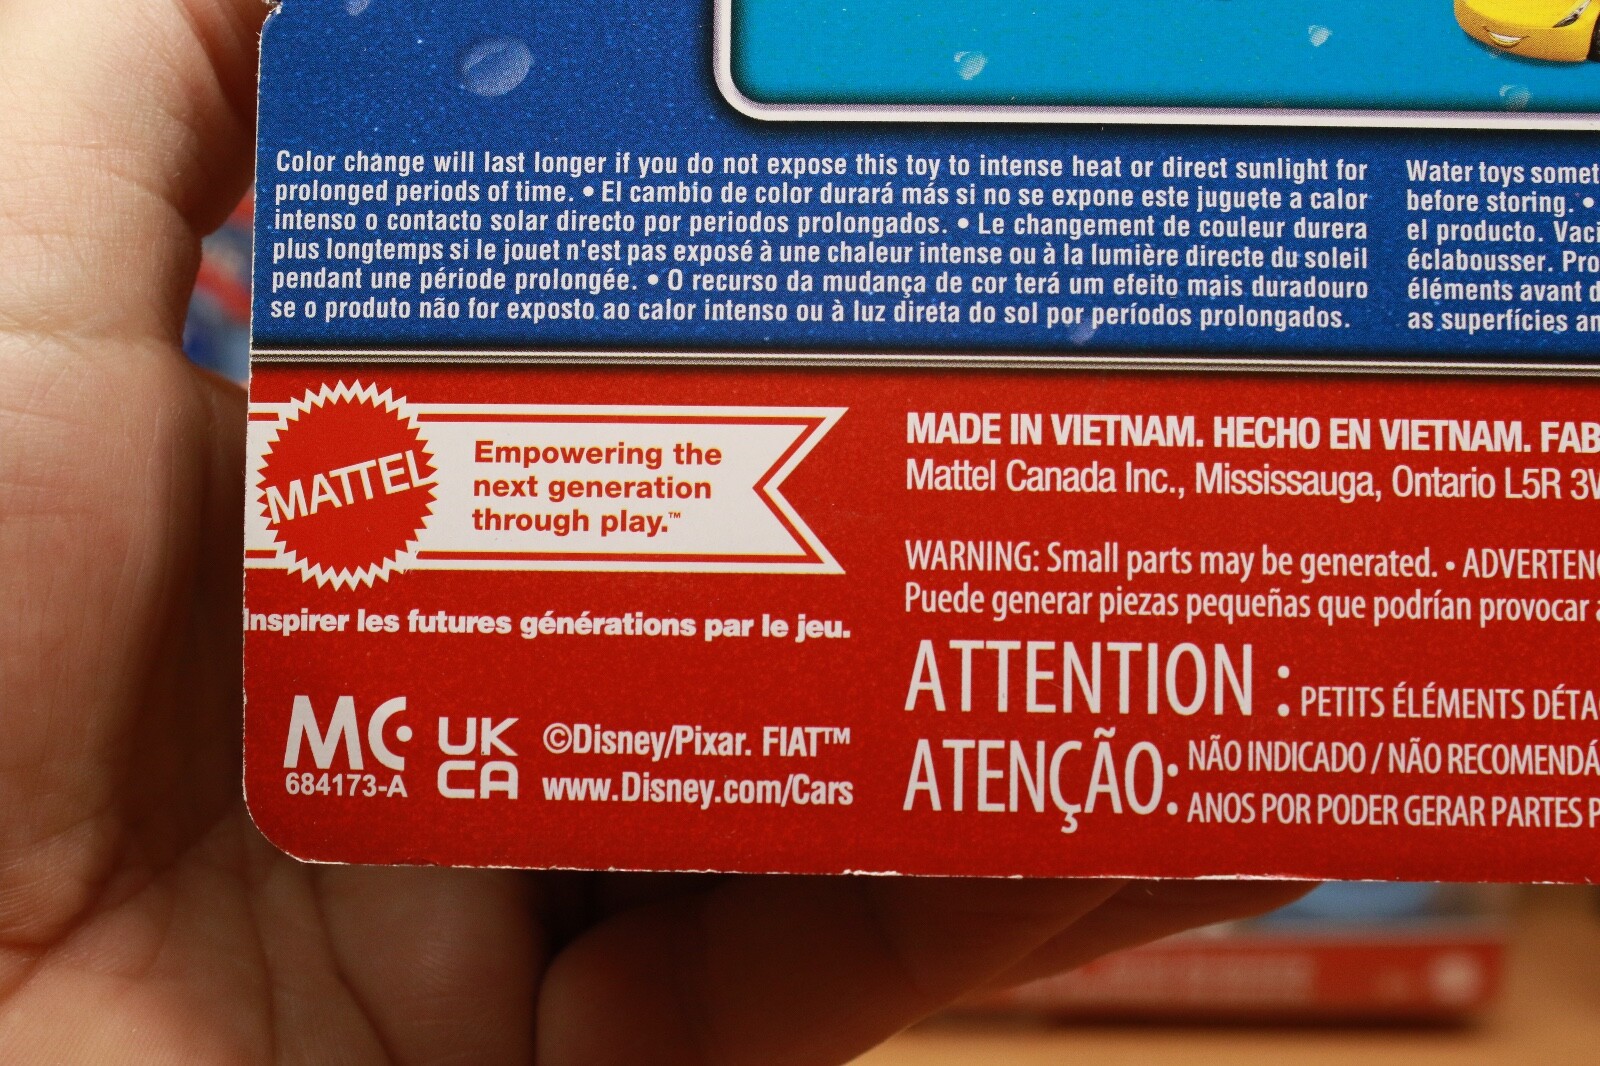 Color change will last longer if you do not expose this toy to intense heat or direct sunlight for
prolonged periods of time. • El cambio de color durará más si no se expone este juguete a calor
intenso o contacto solar directo por periodos prolongados. • Le changement de couleur durera
plus longtemps si le jouet n'est pas exposé à une chaleur intense ou à la lumière directe du soleil
pendant une période prolongée. • O recurso da mudança de cor terá um efeito mais duradouro
se o produto não for exposto ao calor intenso ou à luz direta do sol por períodos prolongados.
Water toys somet
before storing. •
el producto. Vaci
éclabousser. Pro
éléments avant d
as superfícies an
MATTEL
Empowering the
next generation
through play.™
Inspirer les futures générations par le jeu.
MC
684173-A
UK
CA
©Disney/Pixar. FIAT™
www.Disney.com/Cars
MADE IN VIETNAM. HECHO EN VIETNAM. FAB
Mattel Canada Inc., Mississauga, Ontario L5R 3V
WARNING: Small parts may be generated. • ADVERTEN
Puede generar piezas pequeñas que podrían provocar a
ATTENTION : PETITS ÉLÉMENTS DÉTA
ATENÇÃO: NÃO INDICADO / NÃO RECOMENDÁ
ANOS POR PODER GERAR PARTES P